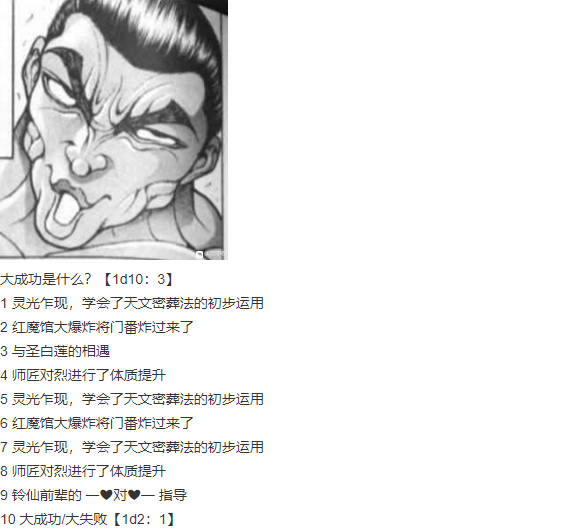 大成功是什么？【1d10：3】
1 灵光乍现，学会了天文密葬法的初步运用
2 红魔馆大爆炸将门番炸过来了
3 与圣白莲的相遇
4 师匠对烈进行了体质提升
5 灵光乍现，学会了天文密葬法的初步运用
6 红魔馆大爆炸将门番炸过来了
7 灵光乍现，学会了天文密葬法的初步运用
8 师匠对烈进行了体质提升
9 铃仙前辈的 —♥对♥— 指导
10 大成功/大失败【1d2：1】